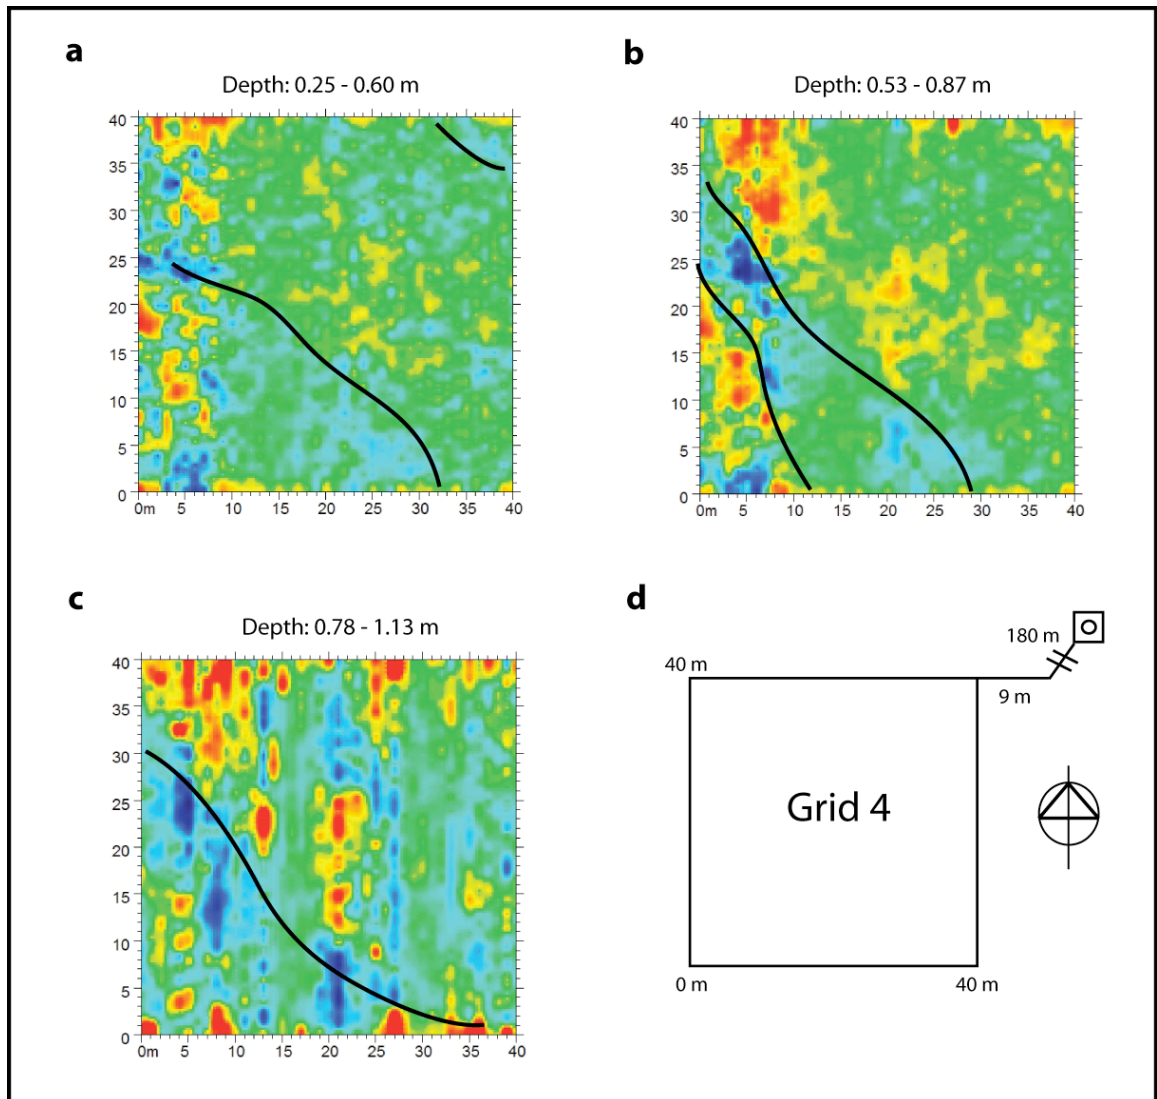 a
Depth: 0.25 - 0.60 m
40
35
30
25
20
15
10
5
0
0m 5 10 15 20 25 30 35 40
b
Depth: 0.53 - 0.87 m
40
35
30
25
20
15
10
5
0
0m 5 10 15 20 25 30 35 40
c
Depth: 0.78 - 1.13 m
40
35
30
25
20
15
10
5
0
0m 5 10 15 20 25 30 35 40
d
180 m
40 m
9 m
Grid 4
0 m 40 m